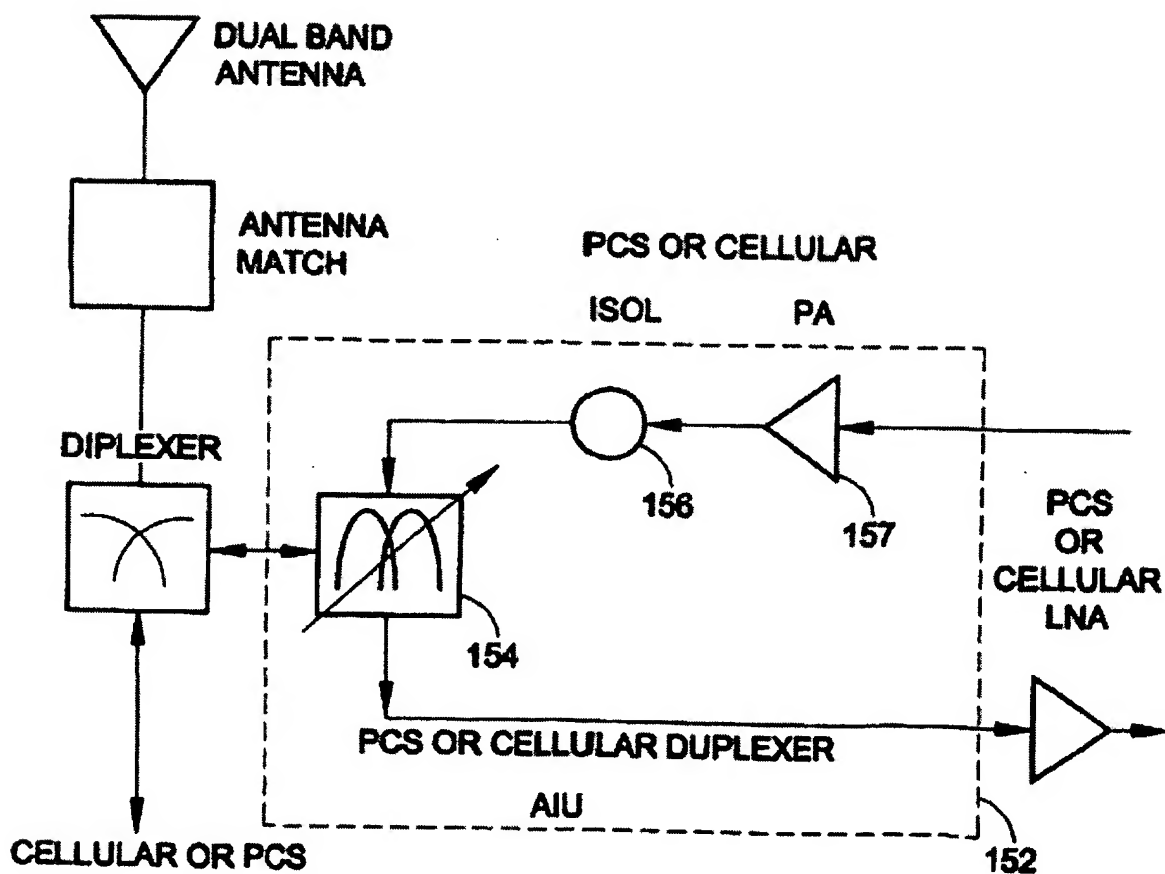 DUAL BAND
ANTENNA
ANTENNA
MATCH
PCS OR CELLULAR
ISOL
PA
DIPLEXER
156
157
PCS
OR
CELLULAR
LNA
154
PCS OR CELLULAR DUPLEXER
AIU
CELLULAR OR PCS
152